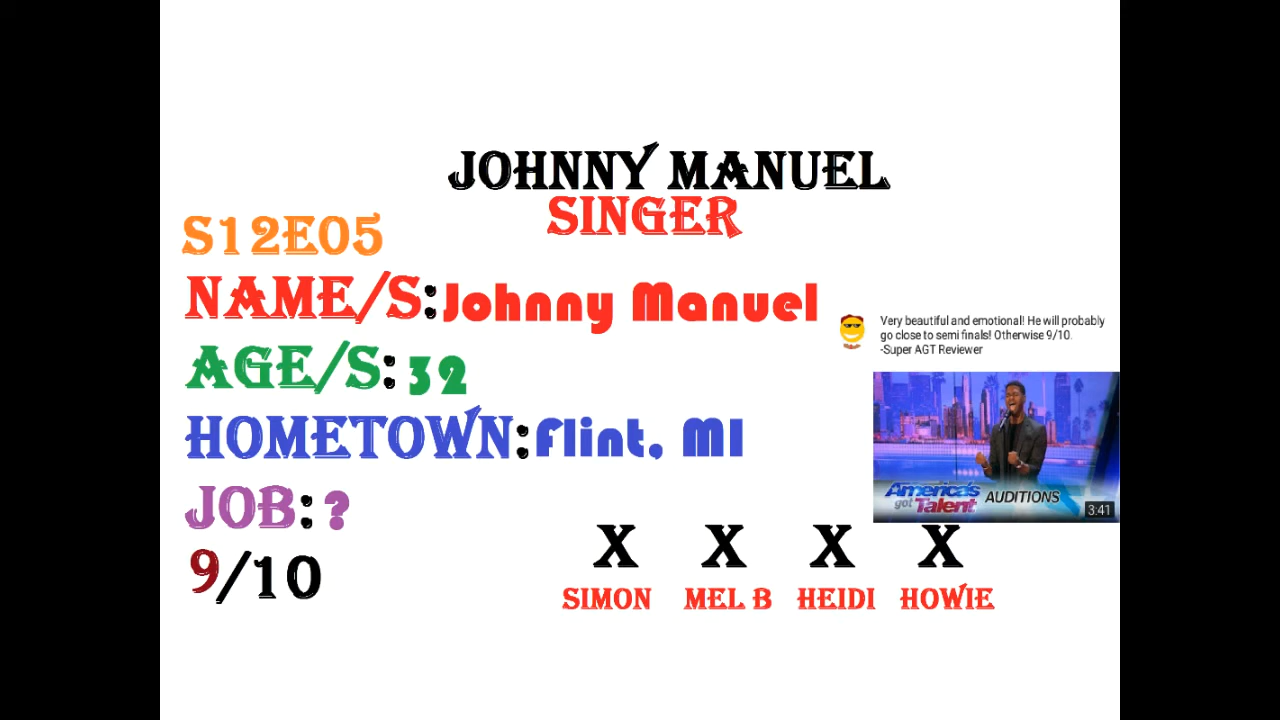 JOHNNY MANUEL
SINGER
S12E05
NAME/S:Johnny Manuel
AGE/S:32
HOMETOWN:Flint, MI
JOB:?
9/10
Very beautiful and emotional! He will probably
go close to semi finals! Otherwise 9/10.
-Super AGT Reviewer
America's
got Talent
AUDITIONS
3:41
X X X X
SIMON MEL B HEIDI HOWIE